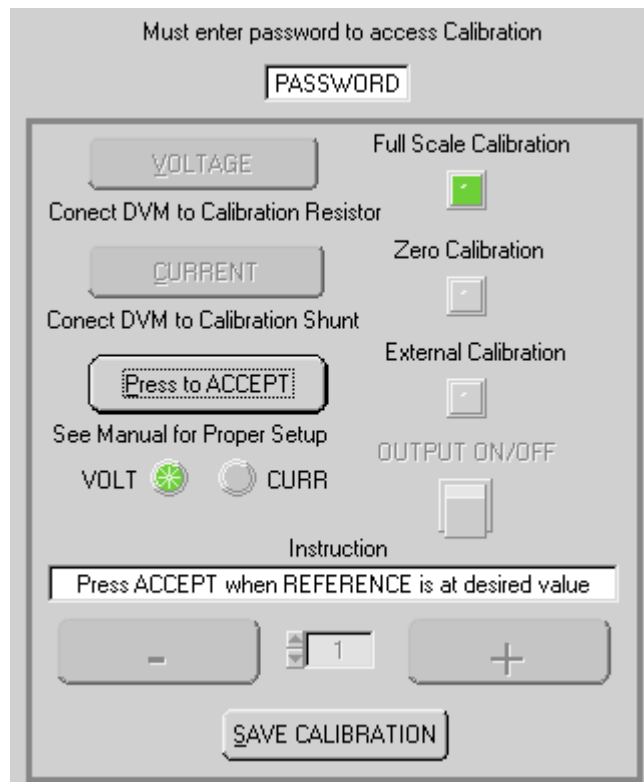 Must enter password to access Calibration
PASSWORD
VOLTAGE
Conect DVM to Calibration Resistor
CURRENT
Conect DVM to Calibration Shunt
Press to ACCEPT
See Manual for Proper Setup
VOLT CURR
Full Scale Calibration
Zero Calibration
External Calibration
OUTPUT ON/OFF
Instruction
Press ACCEPT when REFERENCE is at desired value
- 1 +
SAVE CALIBRATION